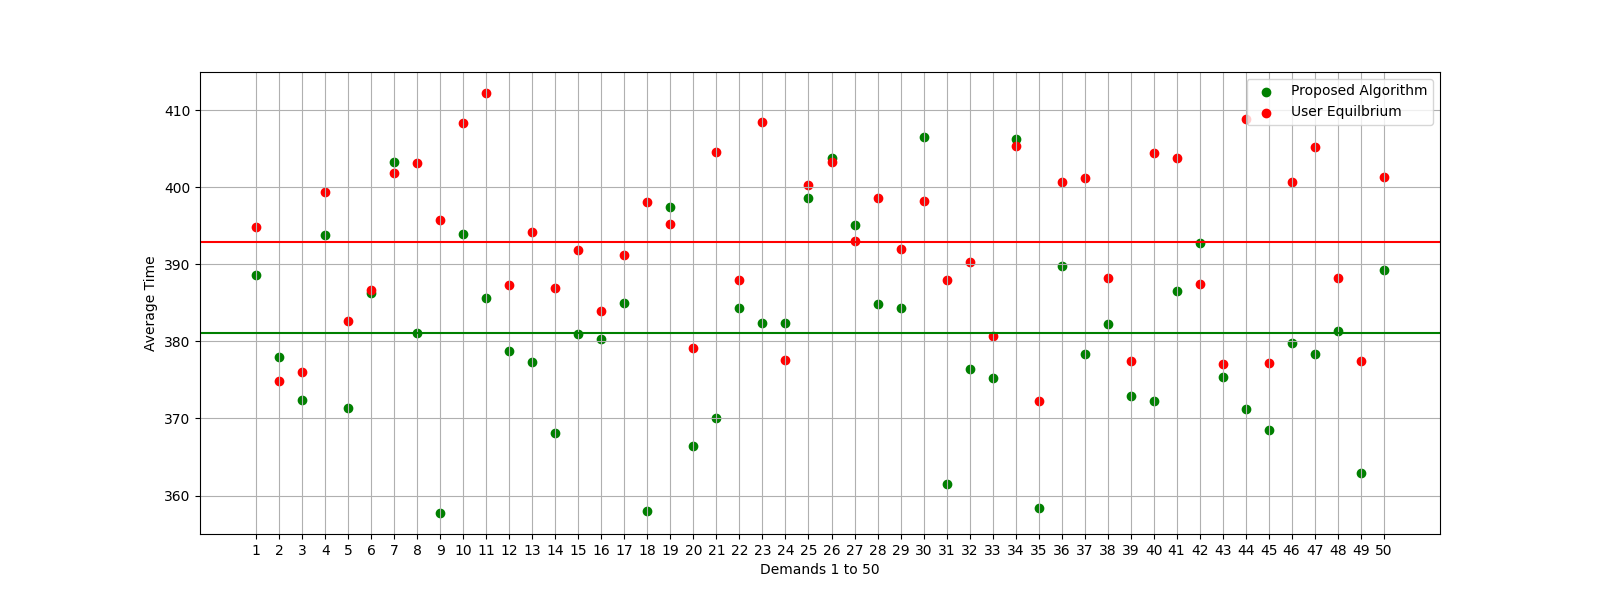 410
400
390
380
370
360
Average Time
Proposed Algorithm
User Equilbrium
1 2 3 4 5 6 7 8 9 10 11 12 13 14 15 16 17 18 19 20 21 22 23 24 25 26 27 28 29 30 31 32 33 34 35 36 37 38 39 40 41 42 43 44 45 46 47 48 49 50
Demands 1 to 50